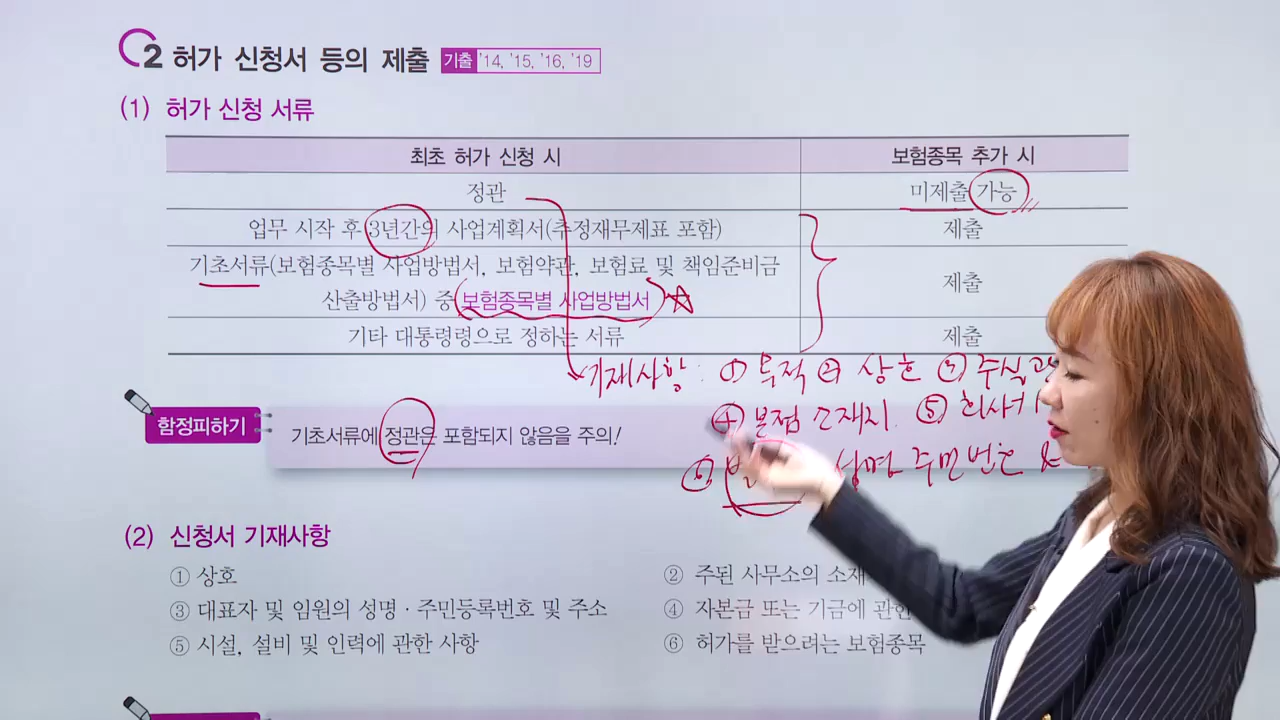 2 허가 신청서 등의 제출 기출 '14, '15, '16, '19
(1) 허가 신청 서류
최초 허가 신청 시 보험종목 추가 시
정관 미제출 가능
업무 시작 후 3년간의 사업계획서(추정재무제표 포함) 제출
기초서류(보험종목별 사업방법서, 보험약관, 보험료 및 책임준비금
산출방법서) 중 보험종목별 사업방법서 제출
기타 대통령령으로 정하는 서류 제출
기재사항: ① 목적 ② 상호 ③ 주식
④ 본점 소재지. ⑤ 회사
함정피하기 기초서류에 정관은 포함되지 않음을 주의!
⑥ 성명 주민번호 &
(2) 신청서 기재사항
① 상호 ② 주된 사무소의 소재
③ 대표자 및 임원의 성명·주민등록번호 및 주소 ④ 자본금 또는 기금에 관한
⑤ 시설, 설비 및 인력에 관한 사항 ⑥ 허가를 받으려는 보험종목